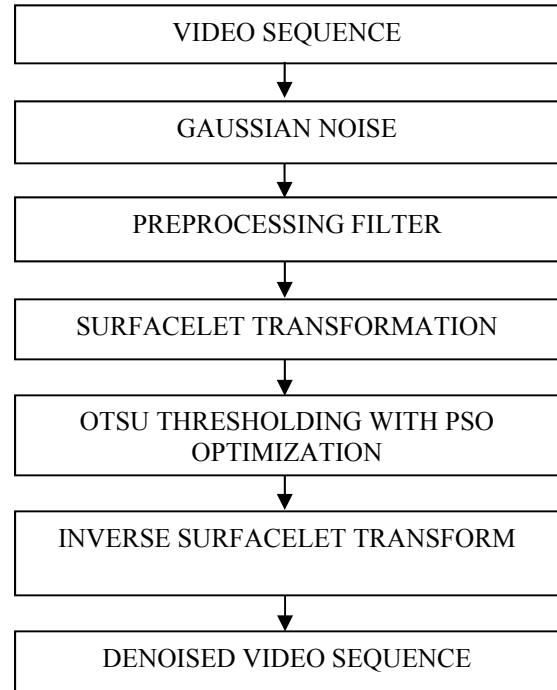 VIDEO SEQUENCE
GAUSSIAN NOISE
PREPROCESSING FILTER
SURFACELET TRANSFORMATION
OTSU THRESHOLDING WITH PSO
OPTIMIZATION
INVERSE SURFACELET TRANSFORM
DENOISED VIDEO SEQUENCE